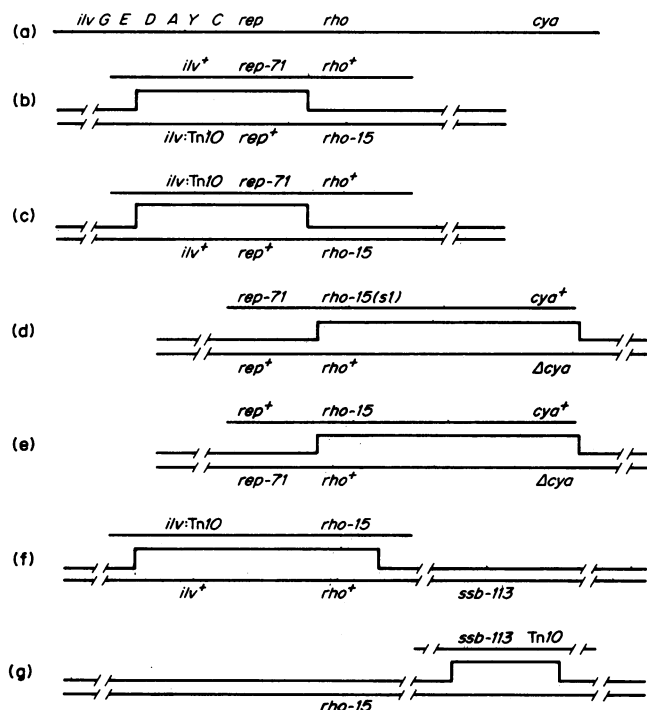 (a) ilv G E D A Y C rep rho cya
ilv+ rep-71 rho+
(b)
ilv:Tn10 rep+ rho-15
ilv:Tn10 rep-71 rho+
(c)
ilv+ rep+ rho-15
rep-71 rho-15(s1) cya+
(d)
rep+ rho+ Δcya
rep+ rho-15 cya+
(e)
rep-71 rho+ Δcya
ilv:Tn10 rho-15
(f)
ilv+ rho+ ssb-113
ssb-113 Tn10
(g)
rho-15